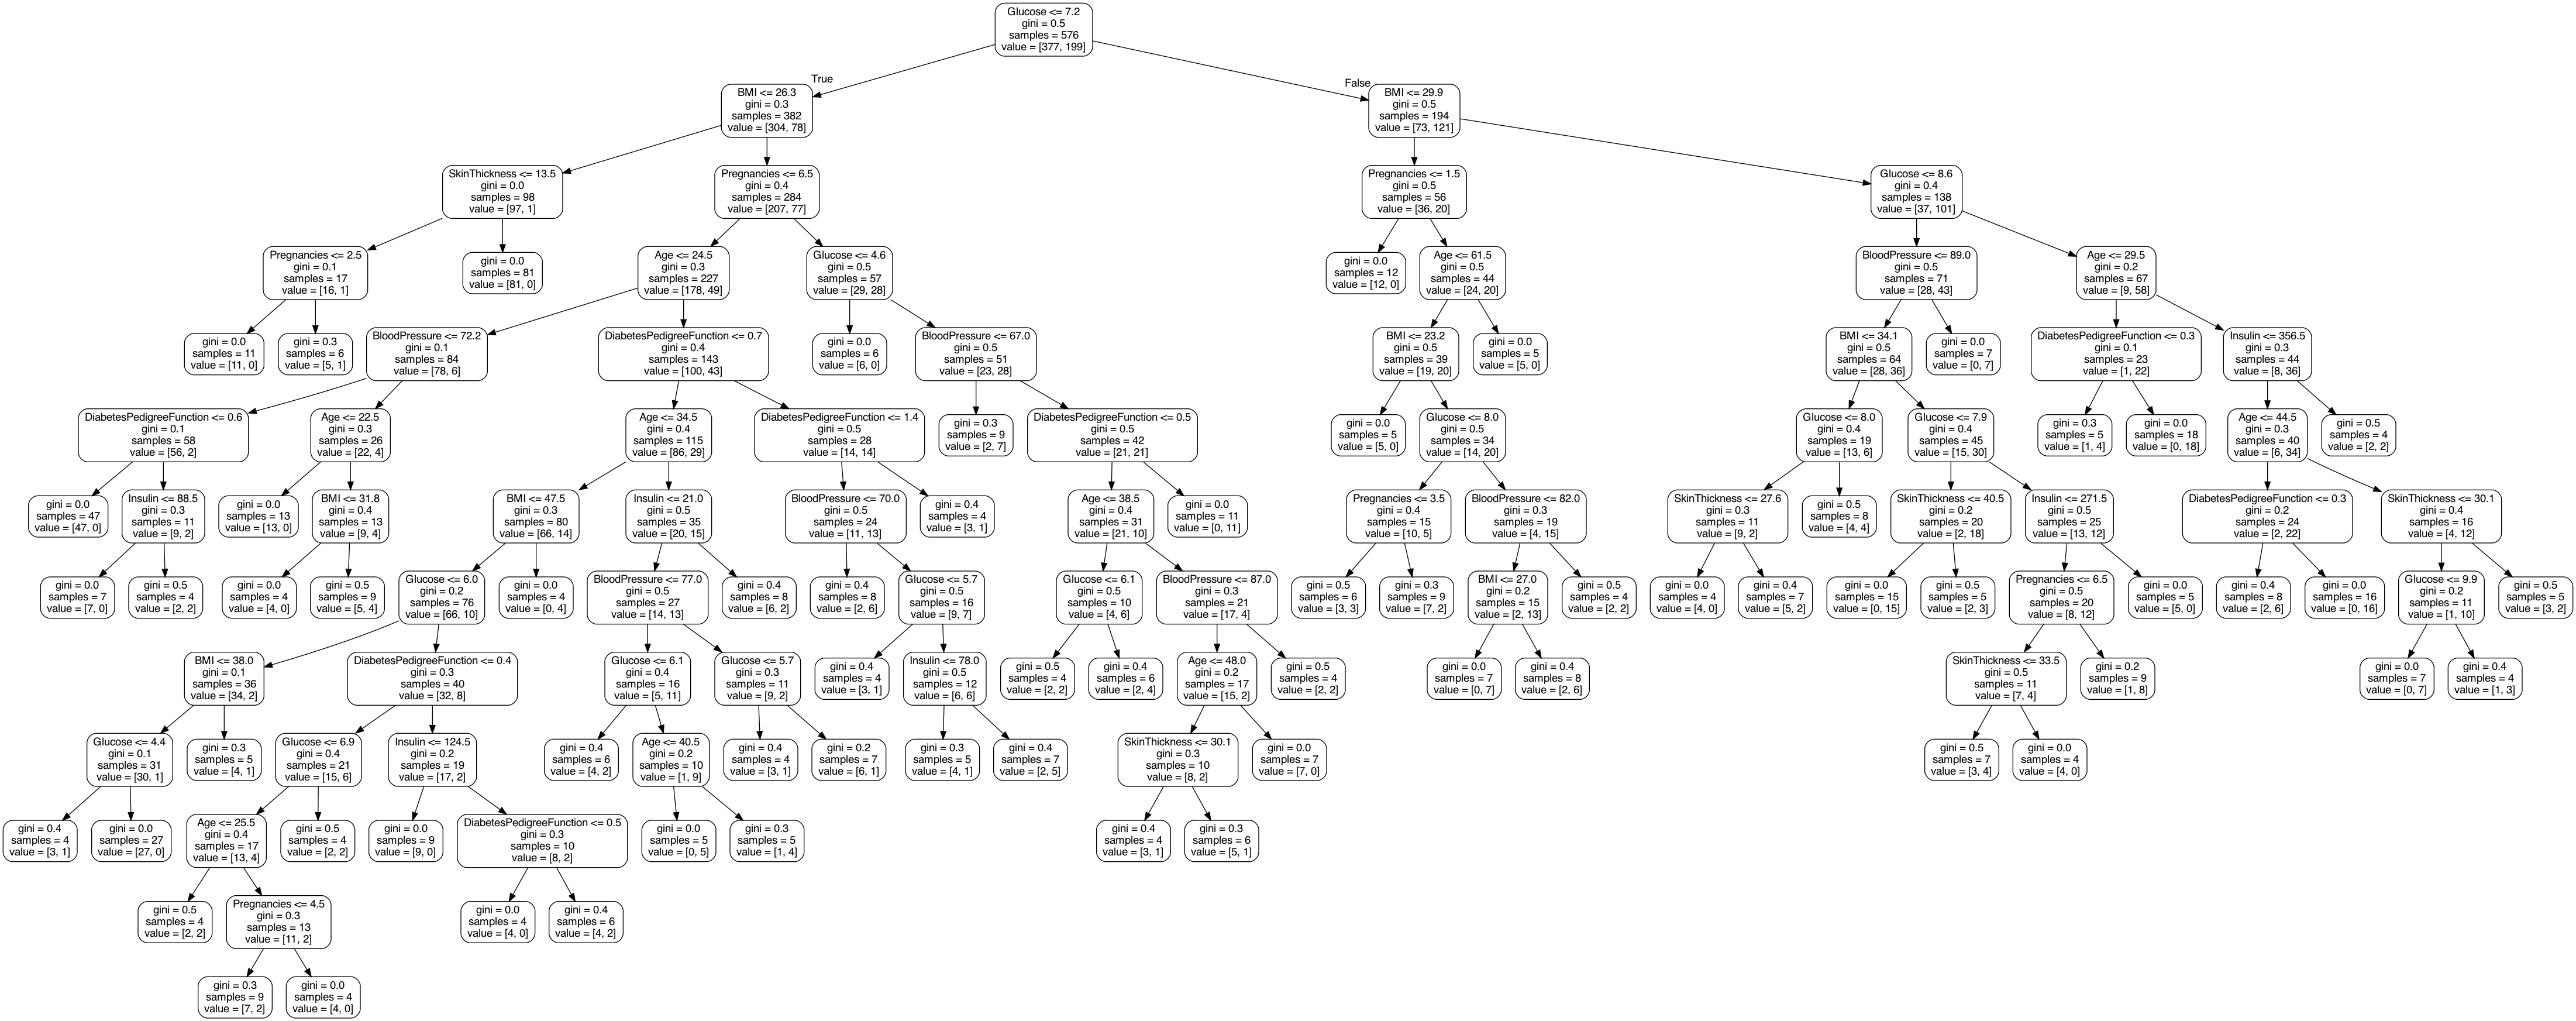 Glucose <= 7.2
gini = 0.5
samples = 576
value = [377, 199]
True
False
BMI <= 26.3
gini = 0.3
samples = 382
value = [304, 78]
BMI <= 29.9
gini = 0.5
samples = 194
value = [73, 121]
SkinThickness <= 13.5
gini = 0.0
samples = 98
value = [97, 1]
Pregnancies <= 6.5
gini = 0.4
samples = 284
value = [207, 77]
Pregnancies <= 1.5
gini = 0.5
samples = 56
value = [36, 20]
Glucose <= 8.6
gini = 0.4
samples = 138
value = [37, 101]
Pregnancies <= 2.5
gini = 0.1
samples = 17
value = [16, 1]
gini = 0.0
samples = 81
value = [81, 0]
Age <= 24.5
gini = 0.3
samples = 227
value = [178, 49]
Glucose <= 4.6
gini = 0.5
samples = 57
value = [29, 28]
gini = 0.0
samples = 12
value = [12, 0]
Age <= 61.5
gini = 0.5
samples = 44
value = [24, 20]
BloodPressure <= 89.0
gini = 0.5
samples = 71
value = [28, 43]
Age <= 29.5
gini = 0.2
samples = 67
value = [9, 58]
gini = 0.0
samples = 11
value = [11, 0]
gini = 0.3
samples = 6
value = [5, 1]
BloodPressure <= 72.2
gini = 0.1
samples = 84
value = [78, 6]
DiabetesPedigreeFunction <= 0.7
gini = 0.4
samples = 143
value = [100, 43]
gini = 0.0
samples = 6
value = [6, 0]
BloodPressure <= 67.0
gini = 0.5
samples = 51
value = [23, 28]
BMI <= 23.2
gini = 0.5
samples = 39
value = [19, 20]
gini = 0.0
samples = 5
value = [5, 0]
BMI <= 34.1
gini = 0.5
samples = 64
value = [28, 36]
gini = 0.0
samples = 7
value = [0, 7]
DiabetesPedigreeFunction <= 0.3
gini = 0.1
samples = 23
value = [1, 22]
Insulin <= 356.5
gini = 0.3
samples = 44
value = [8, 36]
DiabetesPedigreeFunction <= 0.6
gini = 0.1
samples = 58
value = [56, 2]
Age <= 22.5
gini = 0.3
samples = 26
value = [22, 4]
Age <= 34.5
gini = 0.4
samples = 115
value = [86, 29]
DiabetesPedigreeFunction <= 1.4
gini = 0.5
samples = 28
value = [14, 14]
gini = 0.3
samples = 9
value = [2, 7]
DiabetesPedigreeFunction <= 0.5
gini = 0.5
samples = 42
value = [21, 21]
gini = 0.0
samples = 5
value = [5, 0]
Glucose <= 8.0
gini = 0.5
samples = 34
value = [14, 20]
Glucose <= 8.0
gini = 0.4
samples = 19
value = [13, 6]
Glucose <= 7.9
gini = 0.4
samples = 45
value = [15, 30]
gini = 0.3
samples = 5
value = [1, 4]
gini = 0.0
samples = 18
value = [0, 18]
Age <= 44.5
gini = 0.3
samples = 40
value = [6, 34]
gini = 0.5
samples = 4
value = [2, 2]
gini = 0.0
samples = 47
value = [47, 0]
Insulin <= 88.5
gini = 0.3
samples = 11
value = [9, 2]
gini = 0.0
samples = 13
value = [13, 0]
BMI <= 31.8
gini = 0.4
samples = 13
value = [9, 4]
BMI <= 47.5
gini = 0.3
samples = 80
value = [66, 14]
Insulin <= 21.0
gini = 0.5
samples = 35
value = [20, 15]
BloodPressure <= 70.0
gini = 0.5
samples = 24
value = [11, 13]
gini = 0.4
samples = 4
value = [3, 1]
Age <= 38.5
gini = 0.4
samples = 31
value = [21, 10]
gini = 0.0
samples = 11
value = [0, 11]
Pregnancies <= 3.5
gini = 0.4
samples = 15
value = [10, 5]
BloodPressure <= 82.0
gini = 0.3
samples = 19
value = [4, 15]
SkinThickness <= 27.6
gini = 0.3
samples = 11
value = [9, 2]
gini = 0.5
samples = 8
value = [4, 4]
SkinThickness <= 40.5
gini = 0.2
samples = 20
value = [2, 18]
Insulin <= 271.5
gini = 0.5
samples = 25
value = [13, 12]
DiabetesPedigreeFunction <= 0.3
gini = 0.2
samples = 24
value = [2, 22]
SkinThickness <= 30.1
gini = 0.4
samples = 16
value = [4, 12]
gini = 0.0
samples = 7
value = [7, 0]
gini = 0.5
samples = 4
value = [2, 2]
gini = 0.0
samples = 4
value = [4, 0]
gini = 0.5
samples = 9
value = [5, 4]
Glucose <= 6.0
gini = 0.2
samples = 76
value = [66, 10]
gini = 0.0
samples = 4
value = [0, 4]
BloodPressure <= 77.0
gini = 0.5
samples = 27
value = [14, 13]
gini = 0.4
samples = 8
value = [6, 2]
gini = 0.4
samples = 8
value = [2, 6]
Glucose <= 5.7
gini = 0.5
samples = 16
value = [9, 7]
Glucose <= 6.1
gini = 0.5
samples = 10
value = [4, 6]
BloodPressure <= 87.0
gini = 0.3
samples = 21
value = [17, 4]
gini = 0.5
samples = 6
value = [3, 3]
gini = 0.3
samples = 9
value = [7, 2]
BMI <= 27.0
gini = 0.2
samples = 15
value = [2, 13]
gini = 0.5
samples = 4
value = [2, 2]
gini = 0.0
samples = 4
value = [4, 0]
gini = 0.4
samples = 7
value = [5, 2]
gini = 0.0
samples = 15
value = [0, 15]
gini = 0.5
samples = 5
value = [2, 3]
Pregnancies <= 6.5
gini = 0.5
samples = 20
value = [8, 12]
gini = 0.0
samples = 5
value = [5, 0]
gini = 0.4
samples = 8
value = [2, 6]
gini = 0.0
samples = 16
value = [0, 16]
Glucose <= 9.9
gini = 0.2
samples = 11
value = [1, 10]
gini = 0.5
samples = 5
value = [3, 2]
BMI <= 38.0
gini = 0.1
samples = 36
value = [34, 2]
DiabetesPedigreeFunction <= 0.4
gini = 0.3
samples = 40
value = [32, 8]
Glucose <= 6.1
gini = 0.4
samples = 16
value = [5, 11]
Glucose <= 5.7
gini = 0.3
samples = 11
value = [9, 2]
gini = 0.4
samples = 4
value = [3, 1]
Insulin <= 78.0
gini = 0.5
samples = 12
value = [6, 6]
gini = 0.5
samples = 4
value = [2, 2]
gini = 0.4
samples = 6
value = [2, 4]
Age <= 48.0
gini = 0.2
samples = 17
value = [15, 2]
gini = 0.5
samples = 4
value = [2, 2]
gini = 0.0
samples = 7
value = [0, 7]
gini = 0.4
samples = 8
value = [2, 6]
SkinThickness <= 33.5
gini = 0.5
samples = 11
value = [7, 4]
gini = 0.2
samples = 9
value = [1, 8]
gini = 0.0
samples = 7
value = [0, 7]
gini = 0.4
samples = 4
value = [1, 3]
Glucose <= 4.4
gini = 0.1
samples = 31
value = [30, 1]
gini = 0.3
samples = 5
value = [4, 1]
Glucose <= 6.9
gini = 0.4
samples = 21
value = [15, 6]
Insulin <= 124.5
gini = 0.2
samples = 19
value = [17, 2]
gini = 0.4
samples = 6
value = [4, 2]
Age <= 40.5
gini = 0.2
samples = 10
value = [1, 9]
gini = 0.4
samples = 4
value = [3, 1]
gini = 0.2
samples = 7
value = [6, 1]
gini = 0.3
samples = 5
value = [4, 1]
gini = 0.4
samples = 7
value = [2, 5]
SkinThickness <= 30.1
gini = 0.3
samples = 10
value = [8, 2]
gini = 0.0
samples = 7
value = [7, 0]
gini = 0.5
samples = 7
value = [3, 4]
gini = 0.0
samples = 4
value = [4, 0]
gini = 0.4
samples = 4
value = [3, 1]
gini = 0.0
samples = 27
value = [27, 0]
Age <= 25.5
gini = 0.4
samples = 17
value = [13, 4]
gini = 0.5
samples = 4
value = [2, 2]
gini = 0.0
samples = 9
value = [9, 0]
DiabetesPedigreeFunction <= 0.5
gini = 0.3
samples = 10
value = [8, 2]
gini = 0.0
samples = 5
value = [0, 5]
gini = 0.3
samples = 5
value = [1, 4]
gini = 0.4
samples = 4
value = [3, 1]
gini = 0.3
samples = 6
value = [5, 1]
gini = 0.5
samples = 4
value = [2, 2]
Pregnancies <= 4.5
gini = 0.3
samples = 13
value = [11, 2]
gini = 0.0
samples = 4
value = [4, 0]
gini = 0.4
samples = 6
value = [4, 2]
gini = 0.3
samples = 9
value = [7, 2]
gini = 0.0
samples = 4
value = [4, 0]